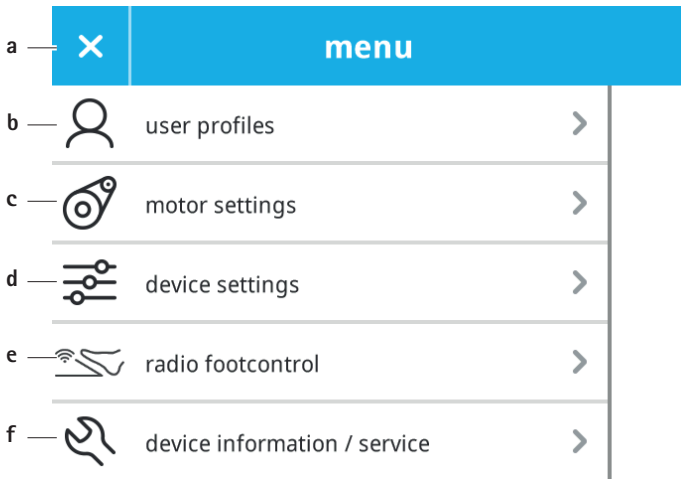 a menu
b user profiles
c motor settings
d device settings
e radio footcontrol
f device information / service